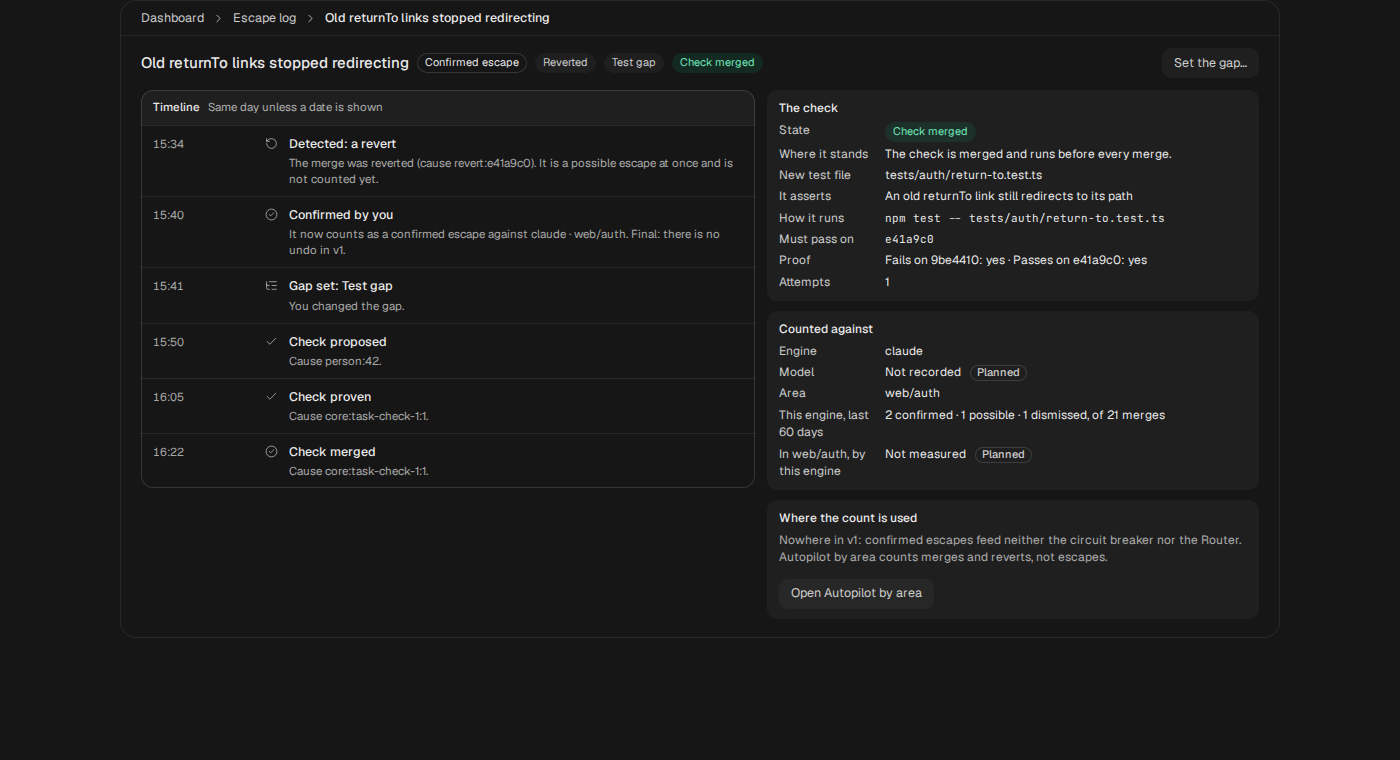 Dashboard > Escape log > Old returnTo links stopped redirecting
Old returnTo links stopped redirecting Confirmed escape Reverted Test gap Check merged Set the gap…
Timeline Same day unless a date is shown
15:34 Detected: a revert
The merge was reverted (cause revert:e41a9c0). It is a possible escape at once and is
not counted yet.
15:40 Confirmed by you
It now counts as a confirmed escape against claude · web/auth. Final: there is no
undo in v1.
15:41 Gap set: Test gap
You changed the gap.
15:50 Check proposed
Cause person:42.
16:05 Check proven
Cause core:task-check-1:1.
16:22 Check merged
Cause core:task-check-1:1.
The check
State Check merged
Where it stands The check is merged and runs before every merge.
New test file tests/auth/return-to.test.ts
It asserts An old returnTo link still redirects to its path
How it runs npm test -- tests/auth/return-to.test.ts
Must pass on e41a9c0
Proof Fails on 9be4410: yes · Passes on e41a9c0: yes
Attempts 1
Counted against
Engine claude
Model Not recorded Planned
Area web/auth
This engine, last 2 confirmed · 1 possible · 1 dismissed, of 21 merges
60 days
In web/auth, by Not measured Planned
this engine
Where the count is used
Nowhere in v1: confirmed escapes feed neither the circuit breaker nor the Router.
Autopilot by area counts merges and reverts, not escapes.
Open Autopilot by area